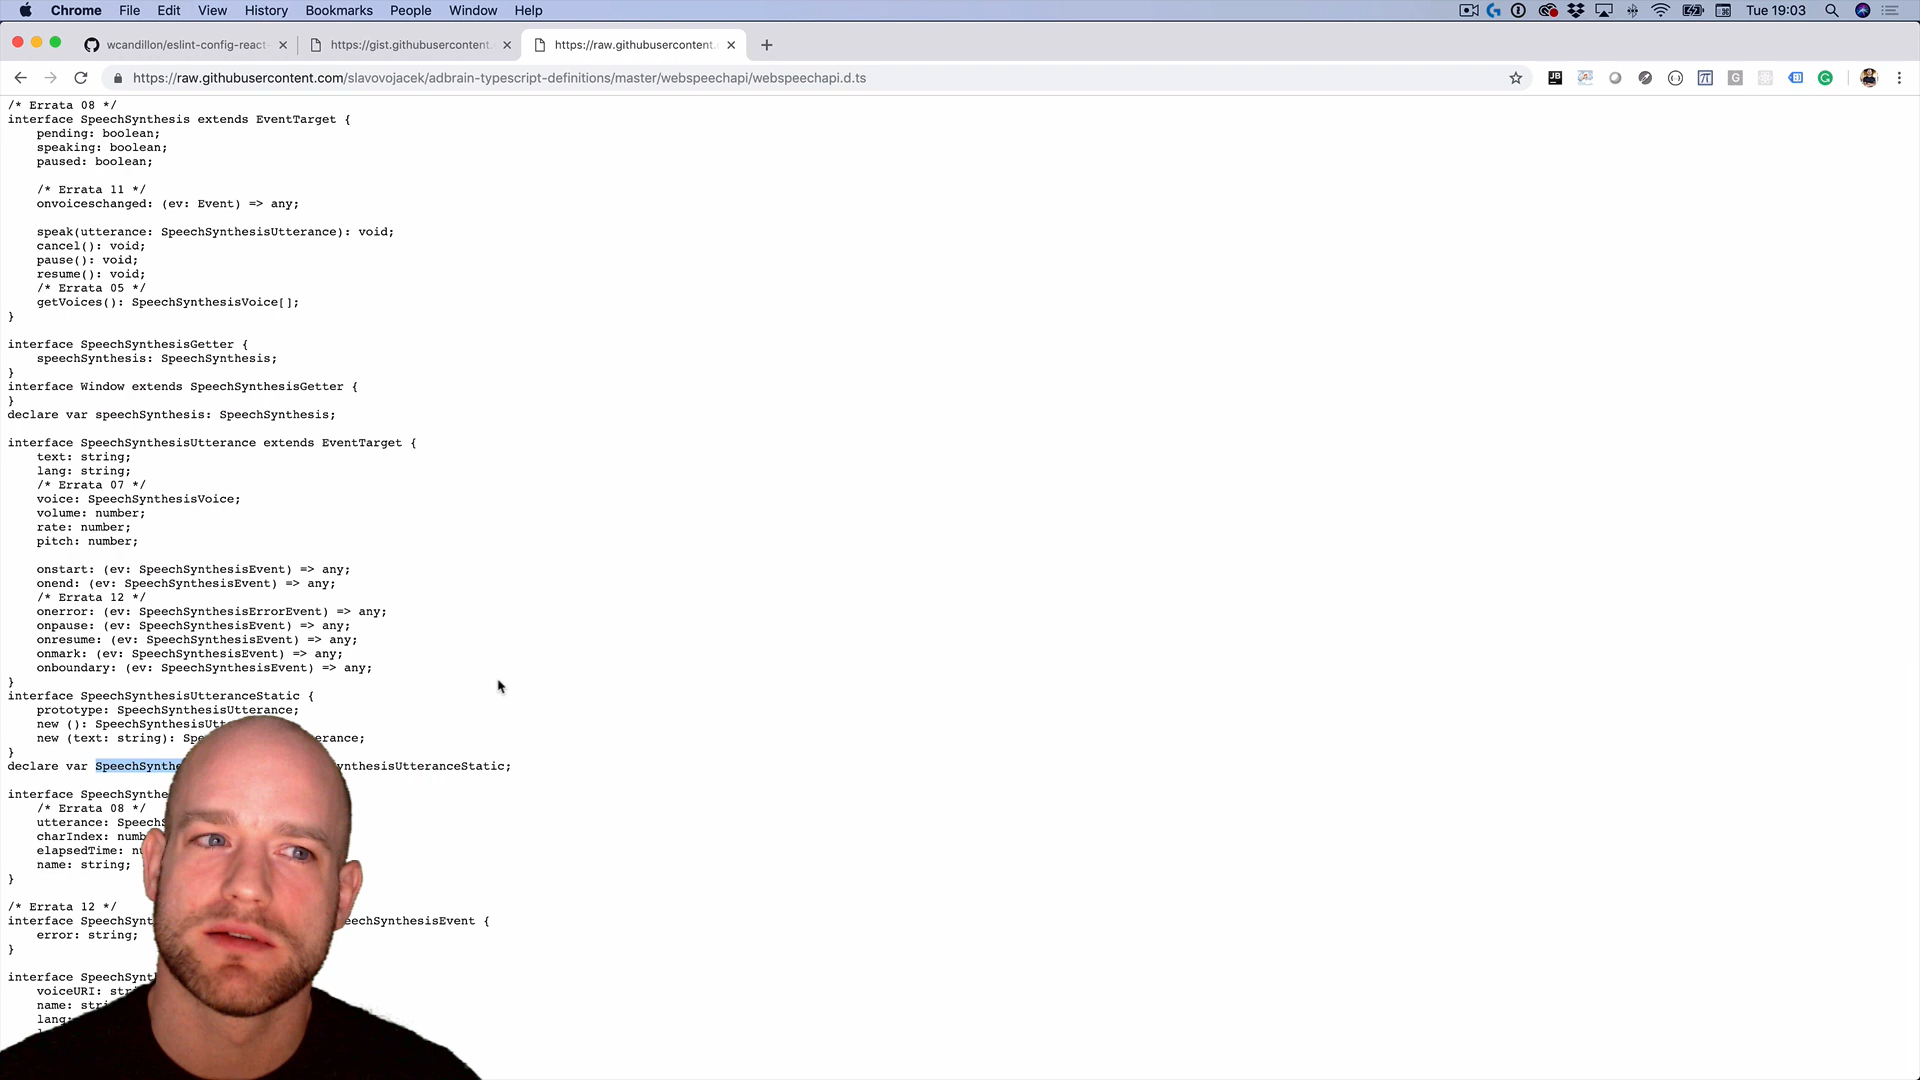 Chrome File Edit View History Bookmarks People Window Help Tue 19:03
wcandillon/eslint-config-react- https://gist.githubusercontent. https://raw.githubusercontent.
https://raw.githubusercontent.com/slavovojacek/adbrain-typescript-definitions/master/webspeechapi/webspeechapi.d.ts
/* Errata 08 */
interface SpeechSynthesis extends EventTarget {
pending: boolean;
speaking: boolean;
paused: boolean;
/* Errata 11 */
onvoiceschanged: (ev: Event) => any;
speak(utterance: SpeechSynthesisUtterance): void;
cancel(): void;
pause(): void;
resume(): void;
/* Errata 05 */
getVoices(): SpeechSynthesisVoice[];
}
interface SpeechSynthesisGetter {
speechSynthesis: SpeechSynthesis;
}
interface Window extends SpeechSynthesisGetter {
}
declare var speechSynthesis: SpeechSynthesis;
interface SpeechSynthesisUtterance extends EventTarget {
text: string;
lang: string;
/* Errata 07 */
voice: SpeechSynthesisVoice;
volume: number;
rate: number;
pitch: number;
onstart: (ev: SpeechSynthesisEvent) => any;
onend: (ev: SpeechSynthesisEvent) => any;
/* Errata 12 */
onerror: (ev: SpeechSynthesisErrorEvent) => any;
onpause: (ev: SpeechSynthesisEvent) => any;
onresume: (ev: SpeechSynthesisEvent) => any;
onmark: (ev: SpeechSynthesisEvent) => any;
onboundary: (ev: SpeechSynthesisEvent) => any;
}
interface SpeechSynthesisUtteranceStatic {
prototype: SpeechSynthesisUtterance;
new (): SpeechSynthesisUtt
new (text: string): Spe erance;
}
declare var SpeechSynthe ynthesisUtteranceStatic;
interface SpeechSynthe
/* Errata 08 */
utterance: SpeechS
charIndex: numb
elapsedTime: nu
name: string;
}
/* Errata 12 */
interface SpeechSynt eechSynthesisEvent {
error: string;
}
interface SpeechSynt
voiceURI: stri
name: stri
lang: